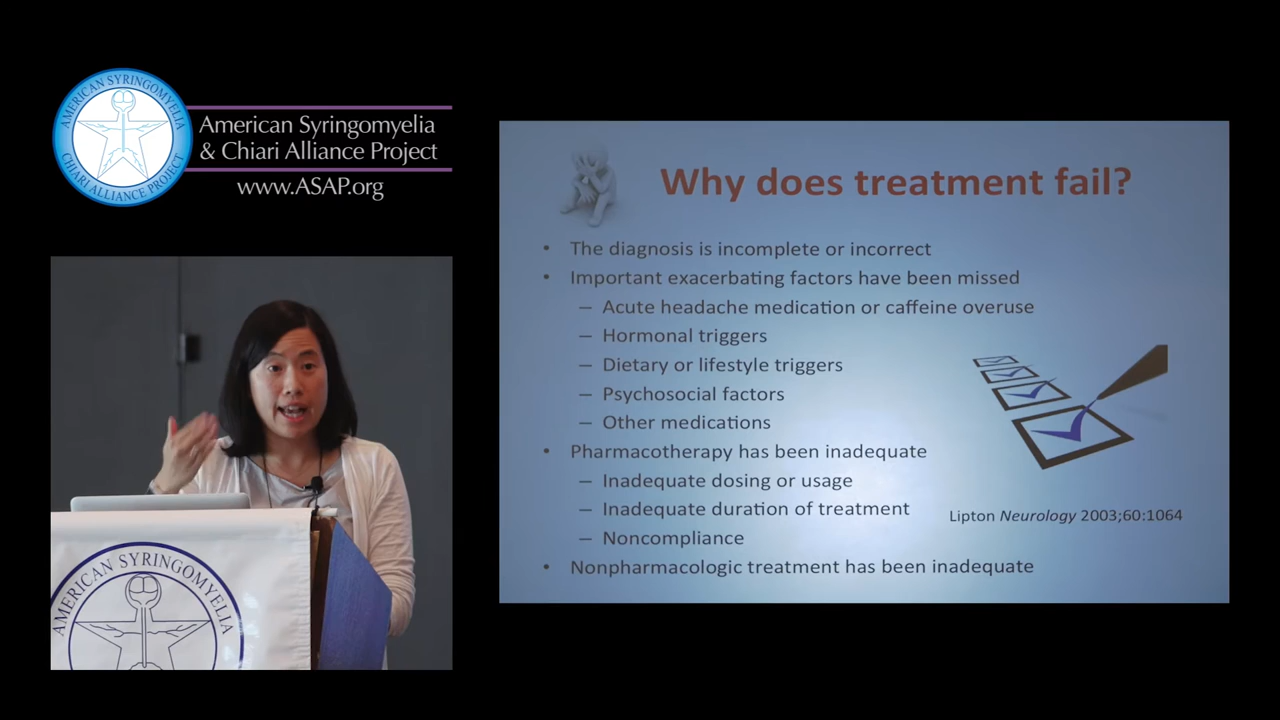 AMERICAN SYRINGOMYELIA
CHIARI ALLIANCE PROJECT
American Syringomyelia
& Chiari Alliance Project
www.ASAP.org
Why does treatment fail?
• The diagnosis is incomplete or incorrect
• Important exacerbating factors have been missed
– Acute headache medication or caffeine overuse
– Hormonal triggers
– Dietary or lifestyle triggers
– Psychosocial factors
– Other medications
• Pharmacotherapy has been inadequate
– Inadequate dosing or usage
– Inadequate duration of treatment
– Noncompliance
• Nonpharmacologic treatment has been inadequate
Lipton Neurology 2003;60:1064
AMERICAN SYRINGOMYELIA